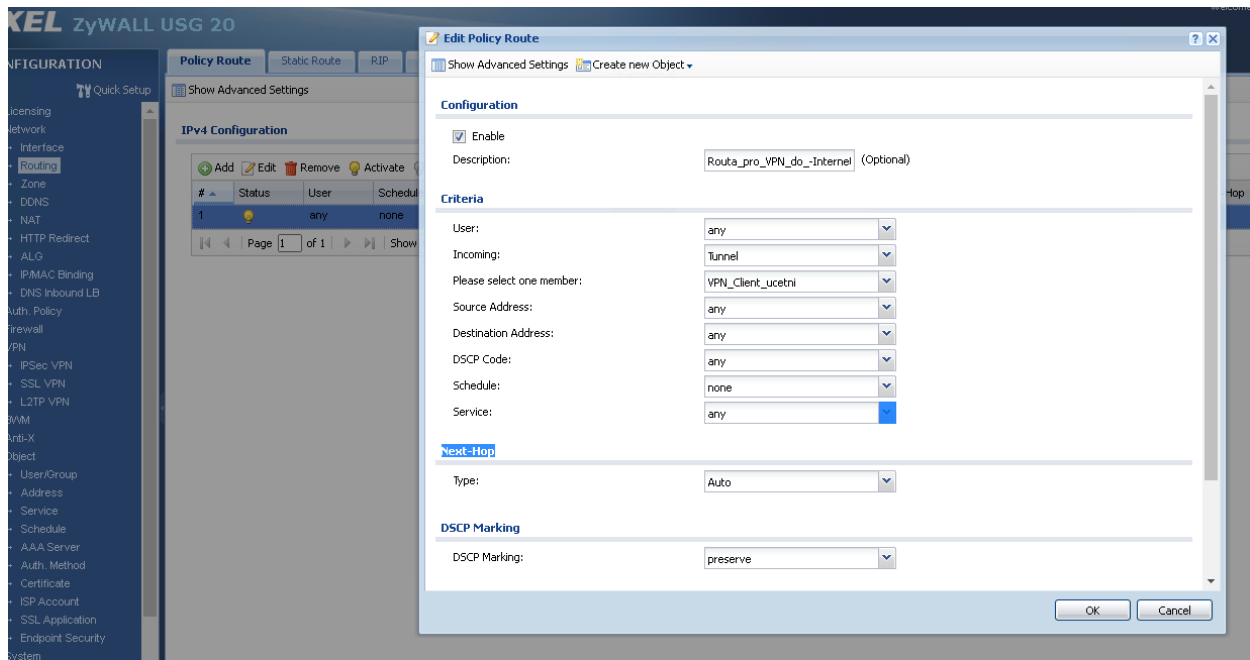 XEL ZyWALL USG 20
NFIGURATION
Quick Setup
icensing
Network
Interface
Routing
Zone
DDNS
NAT
HTTP Redirect
ALG
IP/MAC Binding
DNS Inbound LB
Auth. Policy
Firewall
VPN
IPSec VPN
SSL VPN
L2TP VPN
BWM
Anti-X
Object
User/Group
Address
Service
Schedule
AAA Server
Auth. Method
Certificate
ISP Account
SSL Application
Endpoint Security
System
Policy Route Static Route RIP
Show Advanced Settings
IPv4 Configuration
Add Edit Remove Activate
# Status User Schedul
1 any none
Page 1 of 1 Show
Hop
Edit Policy Route
Show Advanced Settings Create new Object
Configuration
Enable
Description: Routa_pro_VPN_do_-Internel (Optional)
Criteria
User: any
Incoming: Tunnel
Please select one member: VPN_Client_ucetni
Source Address: any
Destination Address: any
DSCP Code: any
Schedule: none
Service: any
Next-Hop
Type: Auto
DSCP Marking
DSCP Marking: preserve
OK Cancel